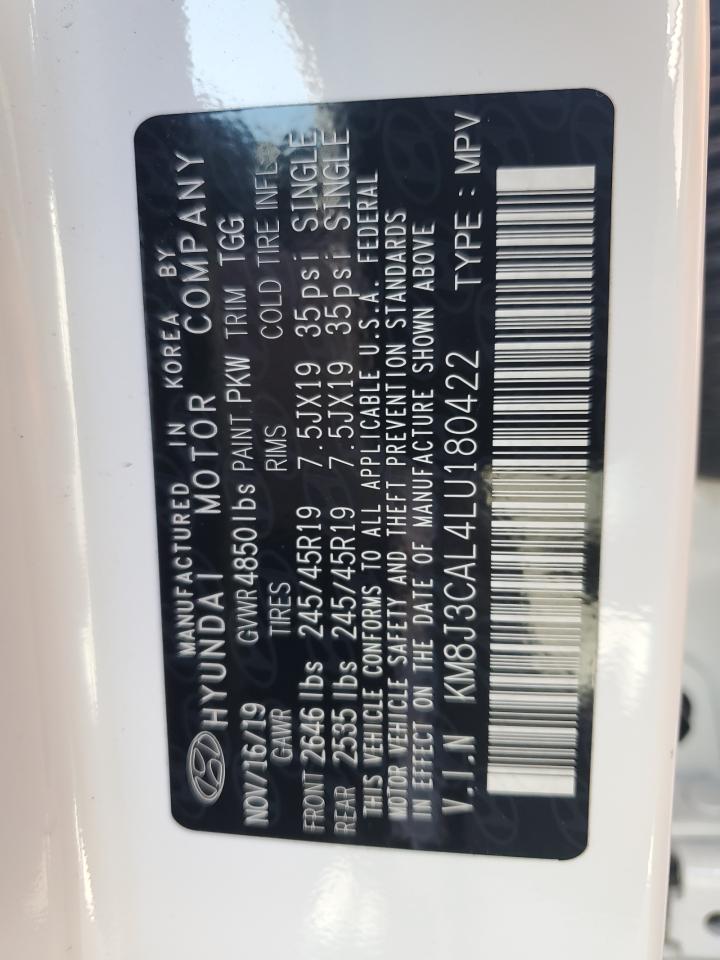 MANUFACTURED IN KOREA BY
HYUNDAI MOTOR COMPANY
NOV/16/19 GVWR 4850lbs PAINT PKW TRIM TGG
GAWR TIRES RIMS COLD TIRE INFL.
FRONT 2646 lbs 245/45R19 7.5JX19 35psi SINGLE
REAR 2535 lbs 245/45R19 7.5JX19 35psi SINGLE
THIS VEHICLE CONFORMS TO ALL APPLICABLE U.S.A. FEDERAL
MOTOR VEHICLE SAFETY AND THEFT PREVENTION STANDARDS
IN EFFECT ON THE DATE OF MANUFACTURE SHOWN ABOVE
V.I.N KM8J3CAL4LU180422 TYPE : MPV